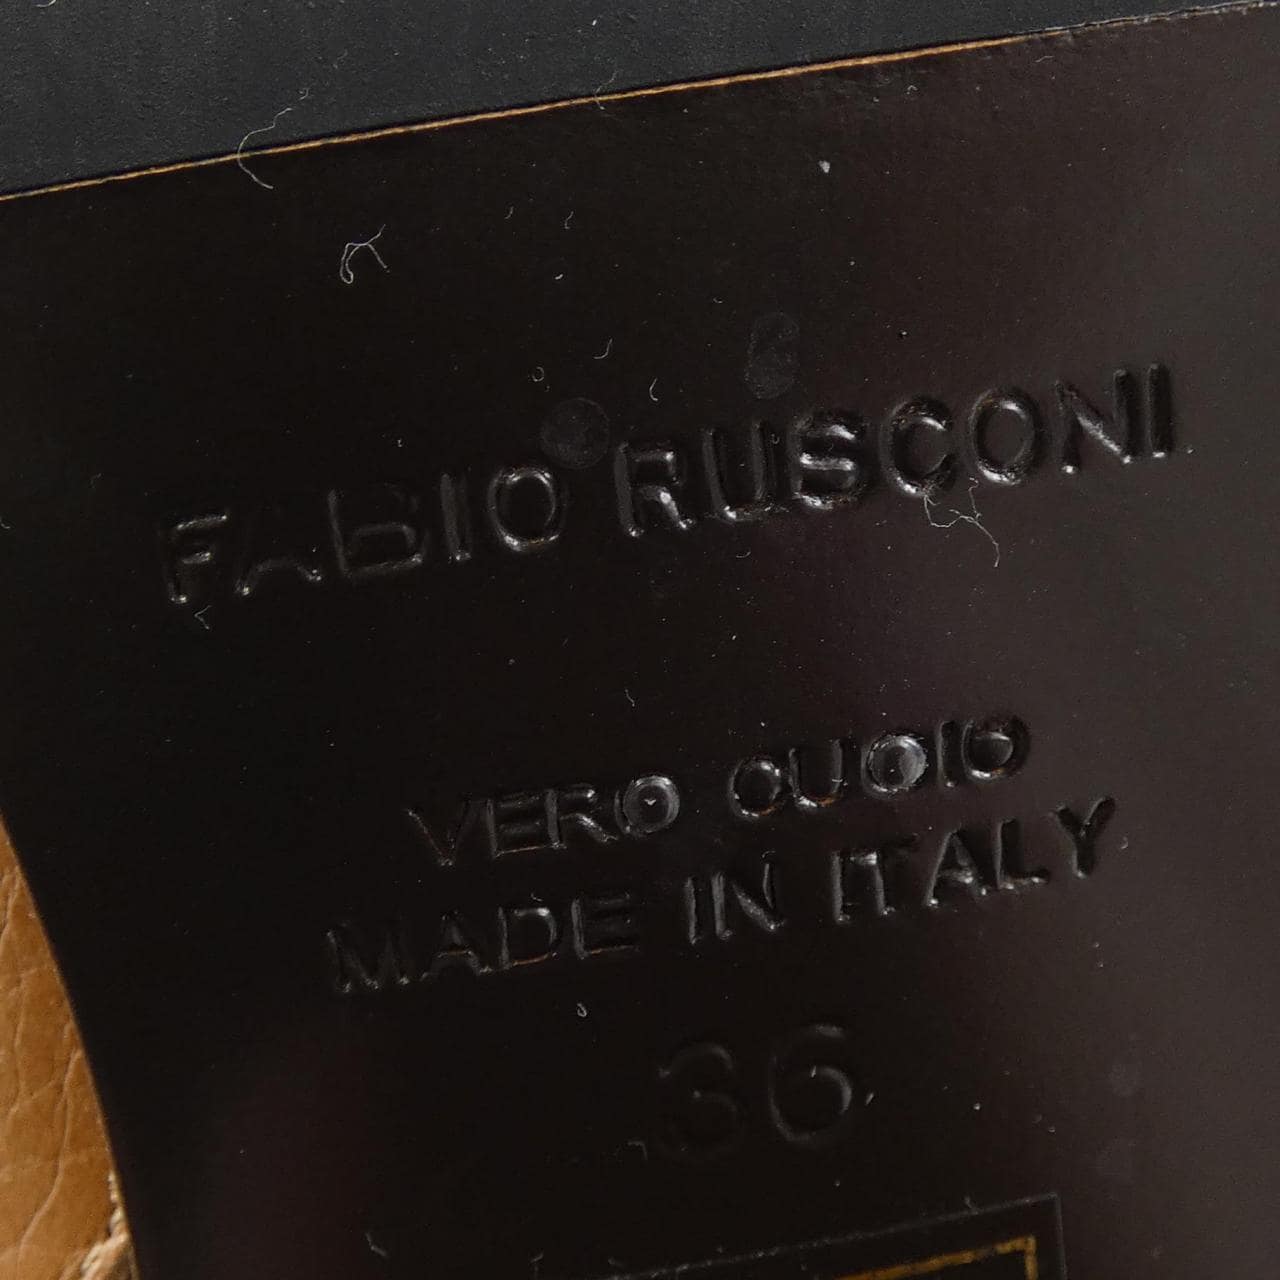 FABIO RUSCONI
VERO CUOIO
MADE IN ITALY
36